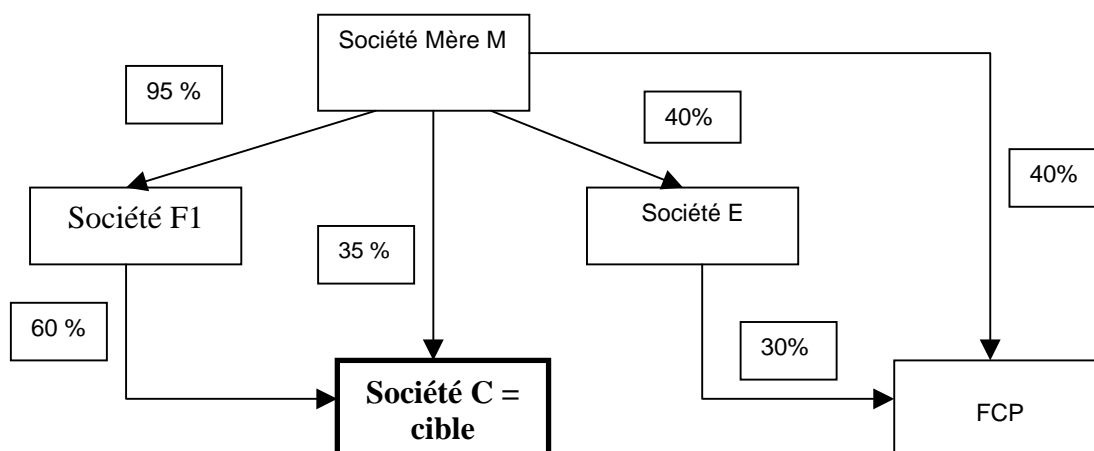 Société Mère M
95 %
40%
40%
Société F1
Société E
35 %
60 %
30%
Société C =
cible
FCP